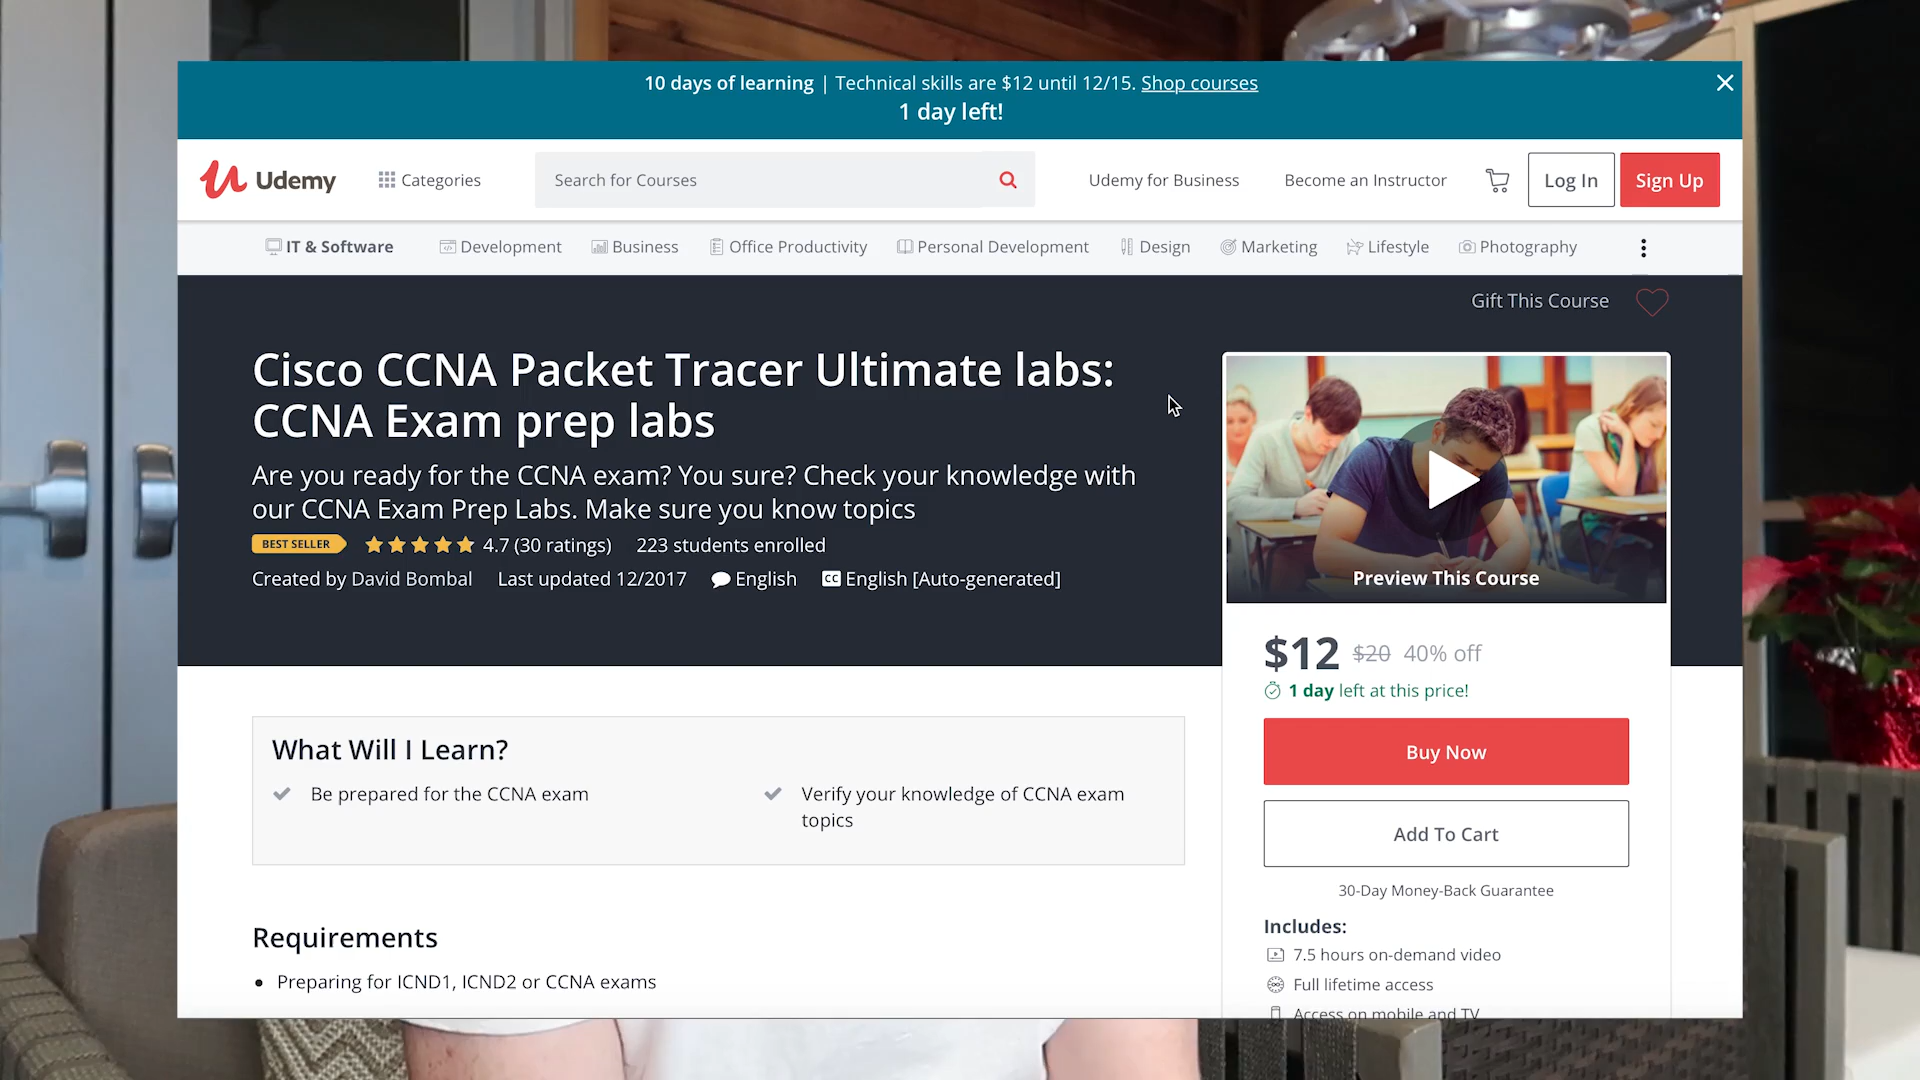 10 days of learning | Technical skills are $12 until 12/15. Shop courses
1 day left!
Udemy
Categories
Search for Courses
Udemy for Business
Become an Instructor
Log In
Sign Up
IT & Software
Development
Business
Office Productivity
Personal Development
Design
Marketing
Lifestyle
Photography
Gift This Course
Cisco CCNA Packet Tracer Ultimate labs:
CCNA Exam prep labs
Are you ready for the CCNA exam? You sure? Check your knowledge with
our CCNA Exam Prep Labs. Make sure you know topics
BEST SELLER
4.7 (30 ratings)
223 students enrolled
Created by David Bombal
Last updated 12/2017
English
CC English [Auto-generated]
Preview This Course
$12 $20 40% off
1 day left at this price!
Buy Now
Add To Cart
30-Day Money-Back Guarantee
Includes:
7.5 hours on-demand video
Full lifetime access
Access on mobile and TV
What Will I Learn?
Be prepared for the CCNA exam
Verify your knowledge of CCNA exam
topics
Requirements
Preparing for ICND1, ICND2 or CCNA exams